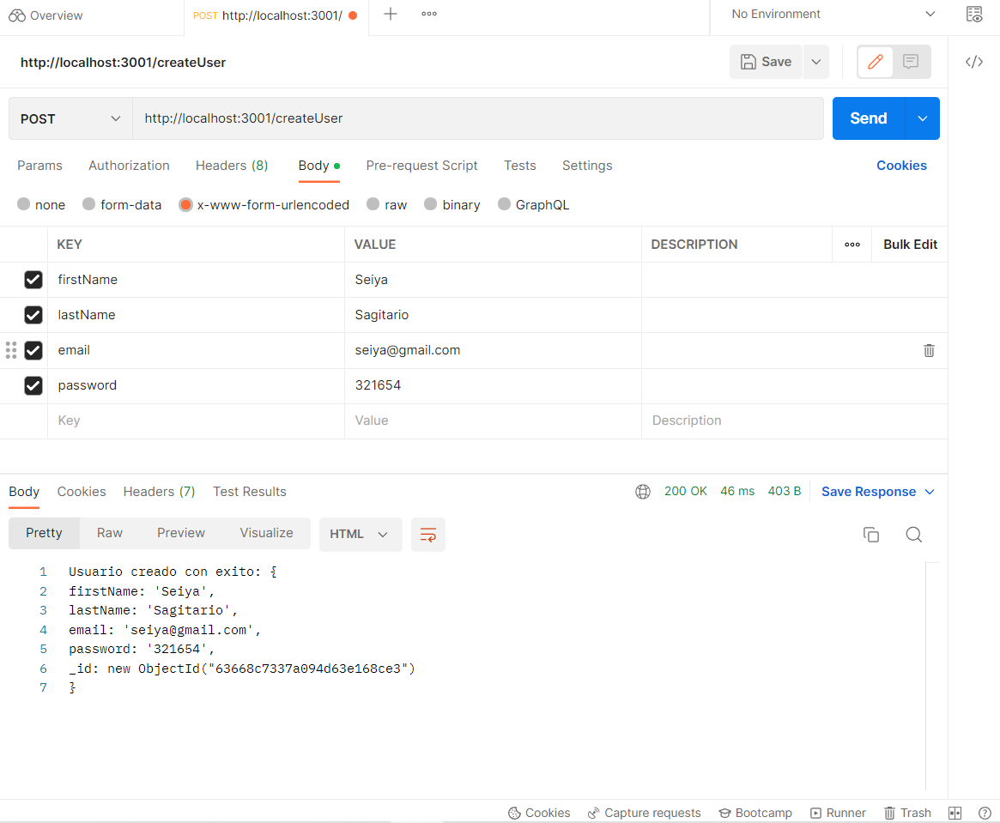 Overview
POST http://localhost:3001/
No Environment
http://localhost:3001/createUser
Save
POST http://localhost:3001/createUser Send
Params Authorization Headers (8) Body Pre-request Script Tests Settings Cookies
none form-data x-www-form-urlencoded raw binary GraphQL
KEY VALUE DESCRIPTION Bulk Edit
firstName Seiya
lastName Sagitario
email seiya@gmail.com
password 321654
Key Value Description
Body Cookies Headers (7) Test Results 200 OK 46 ms 403 B Save Response
Pretty Raw Preview Visualize HTML
1 Usuario creado con exito: {
2 firstName: 'Seiya',
3 lastName: 'Sagitario',
4 email: 'seiya@gmail.com',
5 password: '321654',
6 _id: new ObjectId("63668c7337a094d63e168ce3")
7 }
Cookies Capture requests Bootcamp Runner Trash